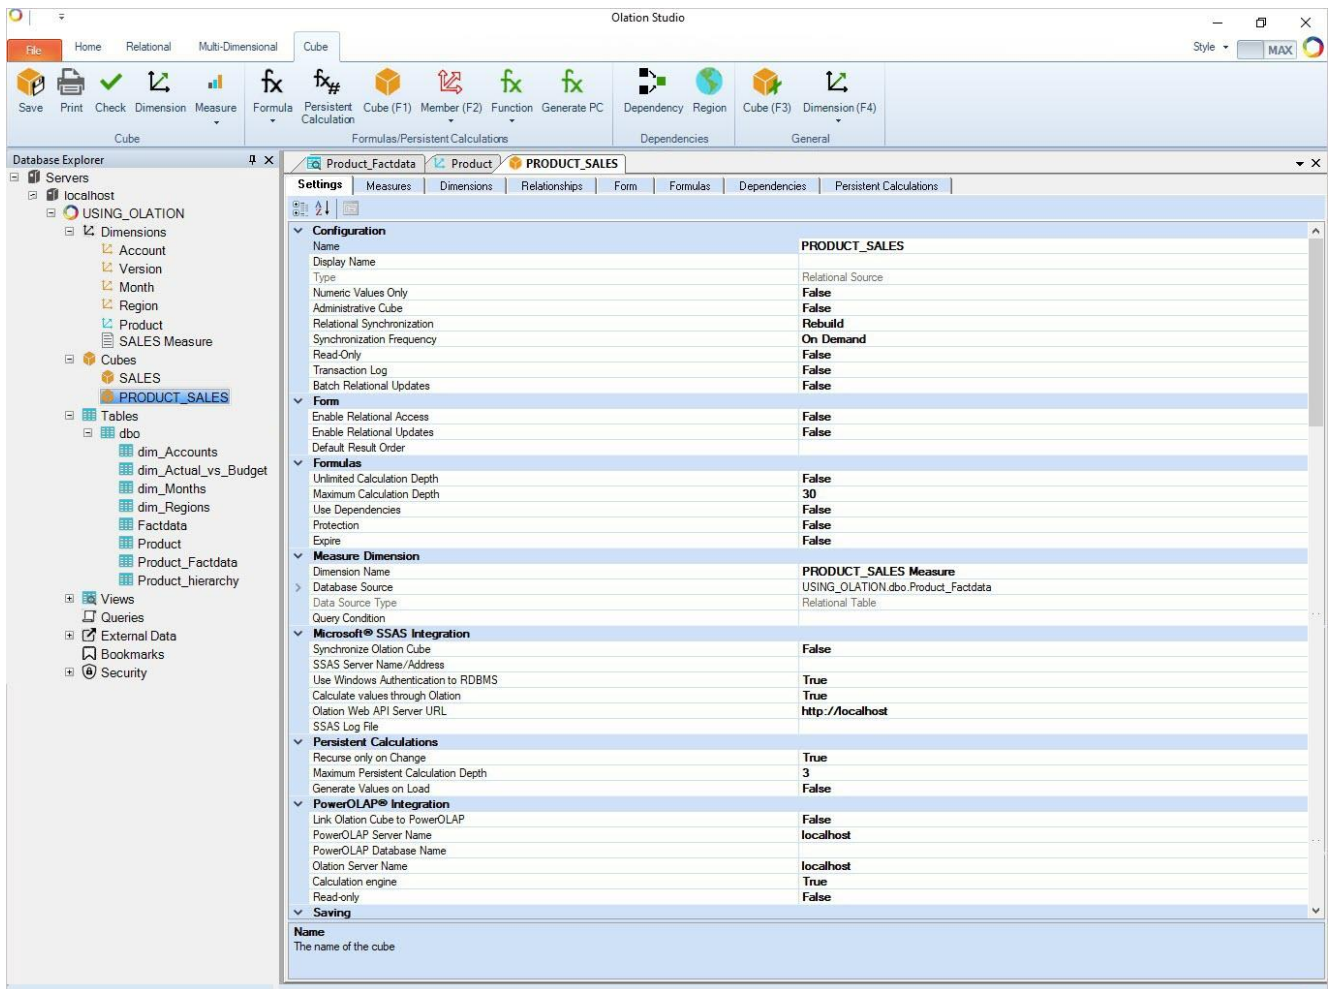 Olation Studio
File Home Relational Multi-Dimensional Cube Style MAX
Save Print Check Dimension Measure Formula Persistent Calculation Cube (F1) Member (F2) Function Generate PC Dependency Region Cube (F3) Dimension (F4)
Cube Formulas/Persistent Calculations Dependencies General
Database Explorer
Servers
localhost
USING_OLATION
Dimensions
Account
Version
Month
Region
Product
SALES Measure
Cubes
SALES
PRODUCT_SALES
Tables
dbo
dim_Accounts
dim_Actual_vs_Budget
dim_Months
dim_Regions
Factdata
Product
Product_Factdata
Product_hierarchy
Views
Queries
External Data
Bookmarks
Security
Product_Factdata Product PRODUCT_SALES
Settings Measures Dimensions Relationships Form Formulas Dependencies Persistent Calculations
Configuration
Name PRODUCT_SALES
Display Name
Type Relational Source
Numeric Values Only False
Administrative Cube False
Relational Synchronization Rebuild
Synchronization Frequency On Demand
Read-Only False
Transaction Log False
Batch Relational Updates False
Form
Enable Relational Access False
Enable Relational Updates False
Default Result Order
Formulas
Unlimited Calculation Depth False
Maximum Calculation Depth 30
Use Dependencies False
Protection False
Expire False
Measure Dimension
Dimension Name PRODUCT_SALES Measure
Database Source USING_OLATION.dbo.Product_Factdata
Data Source Type Relational Table
Query Condition
Microsoft® SSAS Integration
Synchronize Olation Cube False
SSAS Server Name/Address
Use Windows Authentication to RDBMS True
Calculate values through Olation True
Olation Web API Server URL http://localhost
SSAS Log File
Persistent Calculations
Recurse only on Change True
Maximum Persistent Calculation Depth 3
Generate Values on Load False
PowerOLAP® Integration
Link Olation Cube to PowerOLAP False
PowerOLAP Server Name localhost
PowerOLAP Database Name
Olation Server Name localhost
Calculation engine True
Read-only False
Saving
Name
The name of the cube